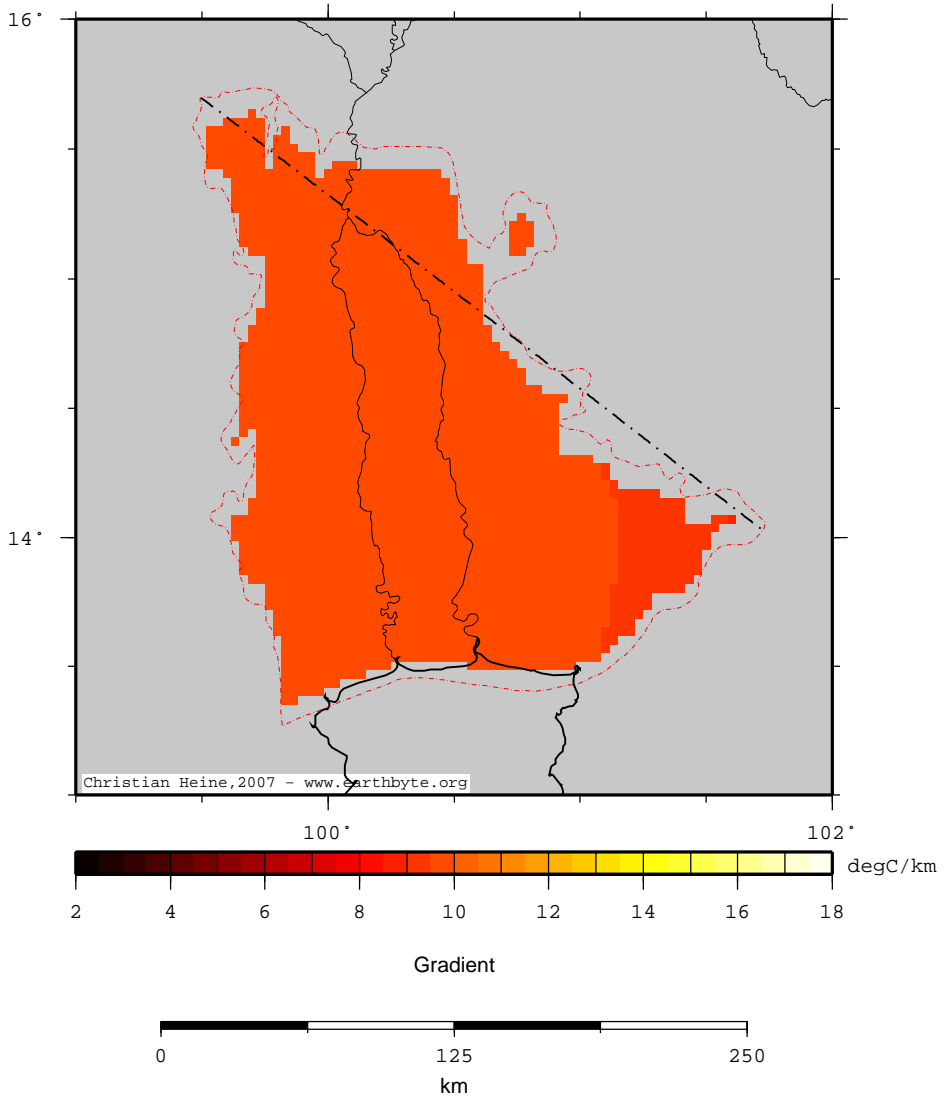 16°
14°
Christian Heine,2007 - www.earthbyte.org
100° 102°
degC/km
2 4 6 8 10 12 14 16 18
Gradient
0 125 250
km